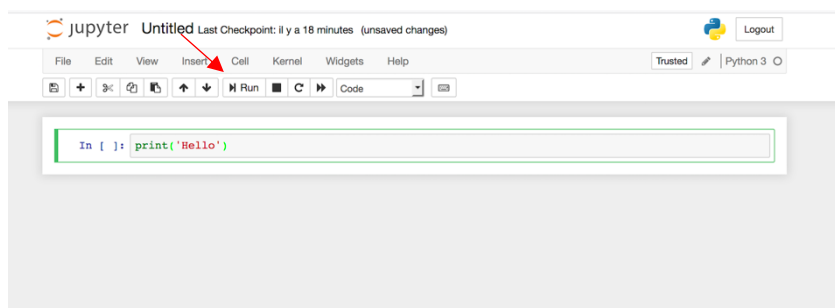 jupyter Untitled Last Checkpoint: il y a 18 minutes (unsaved changes) Logout
File Edit View Insert Cell Kernel Widgets Help Trusted Python 3
Run Code
In [ ]: print('Hello')